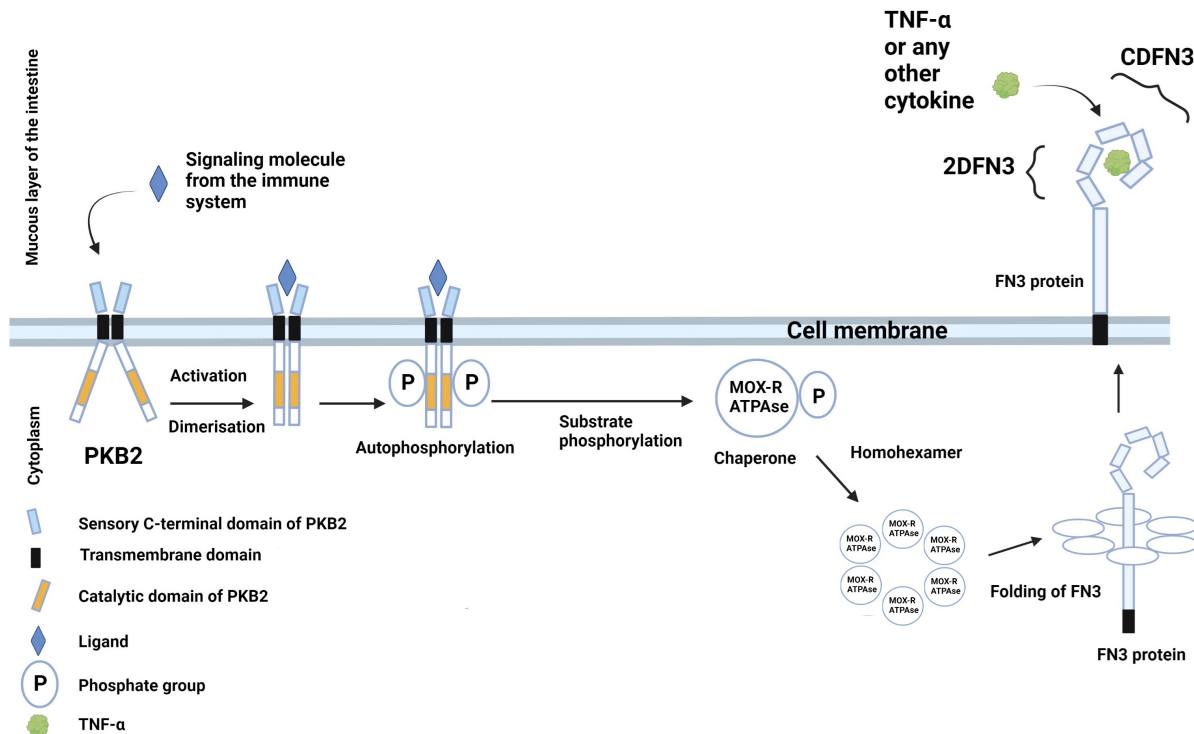 TNF-α
or any
other
cytokine
CDFN3
2DFN3
Mucous layer of the intestine
Signaling molecule
from the immune
system
FN3 protein
Cell membrane
Cytoplasm
Activation
Dimerisation
PKB2
P
P
Autophosphorylation
Substrate
phosphorylation
MOX-R
ATPAse
P
Chaperone
Homohexamer
MOX-R
ATPAse
MOX-R
ATPAse
MOX-R
ATPAse
MOX-R
ATPAse
MOX-R
ATPAse
MOX-R
ATPAse
Folding of FN3
FN3 protein
Sensory C-terminal domain of PKB2
Transmembrane domain
Catalytic domain of PKB2
Ligand
P
Phosphate group
TNF-α